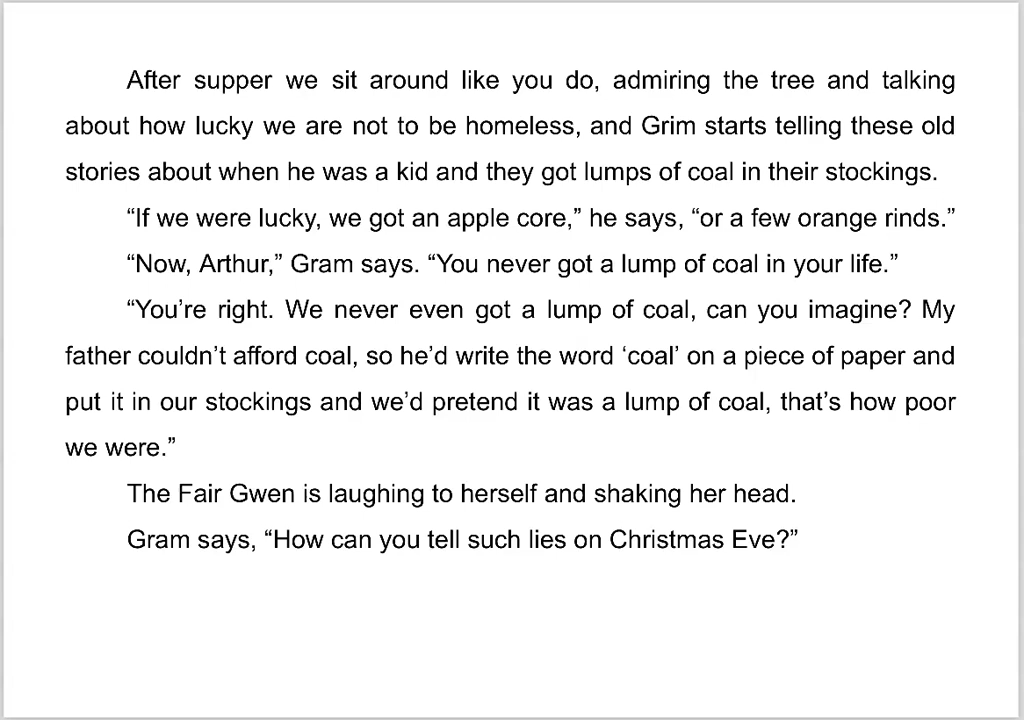 After supper we sit around like you do, admiring the tree and talking
about how lucky we are not to be homeless, and Grim starts telling these old
stories about when he was a kid and they got lumps of coal in their stockings.
“If we were lucky, we got an apple core,” he says, “or a few orange rinds.”
“Now, Arthur,” Gram says. “You never got a lump of coal in your life.”
“You’re right. We never even got a lump of coal, can you imagine? My
father couldn’t afford coal, so he’d write the word ‘coal’ on a piece of paper and
put it in our stockings and we’d pretend it was a lump of coal, that’s how poor
we were.”
The Fair Gwen is laughing to herself and shaking her head.
Gram says, “How can you tell such lies on Christmas Eve?”